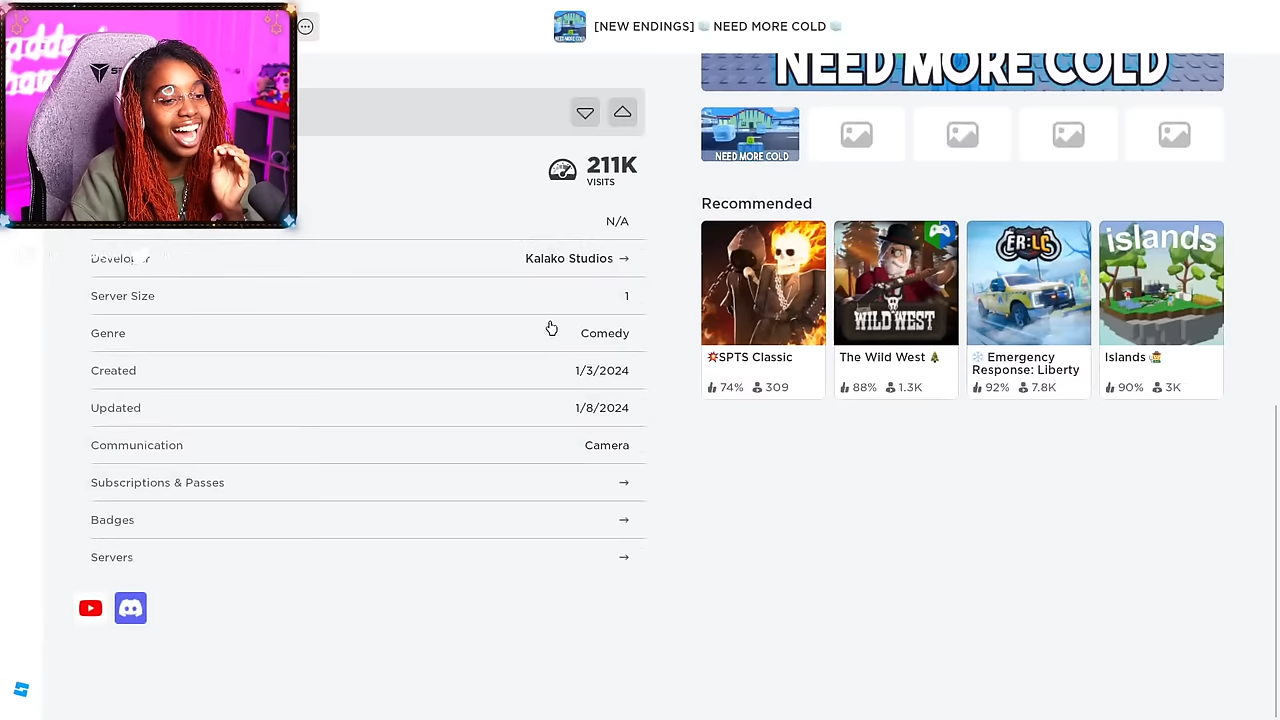 [NEW ENDINGS] 🧊 NEED MORE COLD 🧊
NEED MORE COLD
NEED MORE COLD
211K
VISITS
N/A
Developer
Kalako Studios →
Server Size
1
Genre
Comedy
Created
1/3/2024
Updated
1/8/2024
Communication
Camera
Subscriptions & Passes →
Badges →
Servers →
Recommended
WILD WEST
ER:LC
islands
💥SPTS Classic
74% 309
The Wild West 🌲
88% 1.3K
❄️ Emergency
Response: Liberty
92% 7.8K
Islands
90% 3K